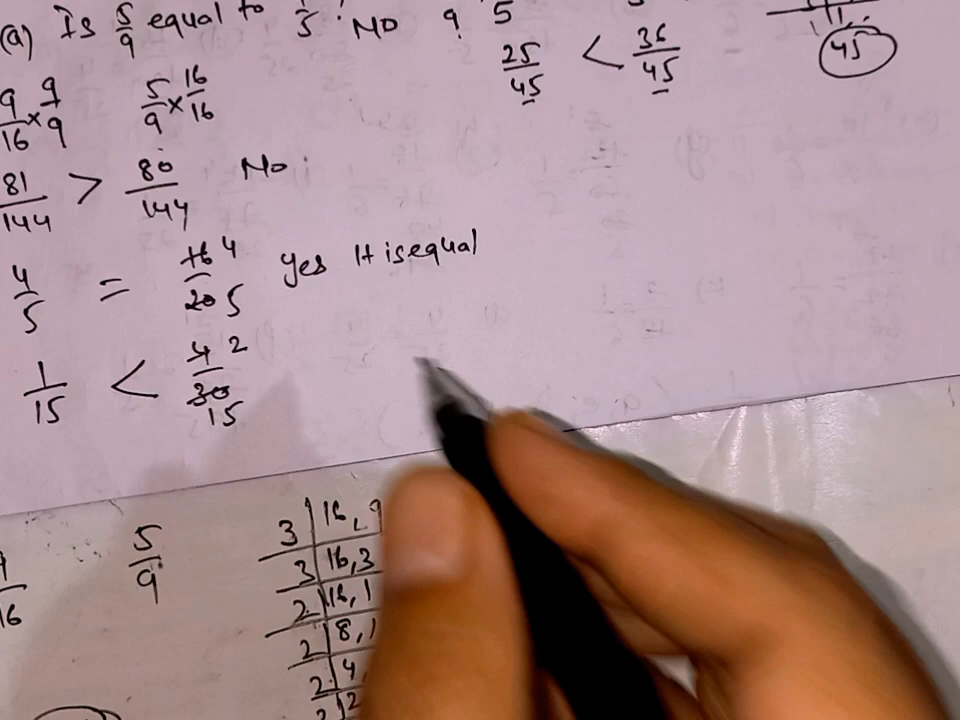 (a) Is 5/9 equal to /5? No 9 5
25/45 < 36/45 45
9/16 × 9/9 5/9 × 16/16
81/144 > 80/144 No
4/5 = 16/20 4/5 yes It is equal
1/15 < 4/30 2/15
/16 5/9 3 | 16, 9
3 | 16, 3
2 | 16, 1
2 | 8, 1
2 | 4,
2 | 2